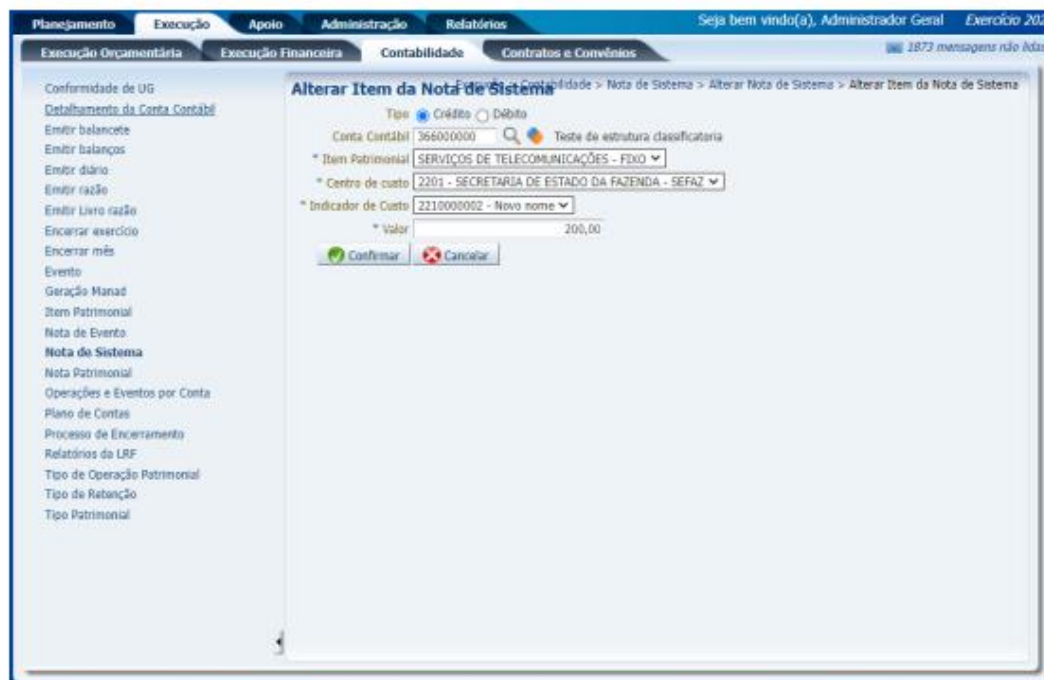 Planejamento Execução Apoio Administração Relatórios Seja bem vindo(a), Administrador Geral Exercício 202
Execução Orçamentária Execução Financeira Contabilidade Contratos e Convênios 1873 mensagens não lidas
Conformidade de UG
Detalhamento da Conta Contábil
Emitir balancete
Emitir balanços
Emitir diário
Emitir razão
Emitir Livro razão
Encerrar exercício
Encerrar mês
Evento
Geração Manad
Item Patrimonial
Nota de Evento
Nota de Sistema
Nota Patrimonial
Operações e Eventos por Conta
Plano de Contas
Processo de Encerramento
Relatórios da LRF
Tipo de Operação Patrimonial
Tipo de Retenção
Tipo Patrimonial
Alterar Item da Nota de Sistema
> Nota de Sistema > Alterar Nota de Sistema > Alterar Item da Nota de Sistema
Tipo Crédito Débito
Conta Contábil 366000000 Teste de estrutura classificatoria
* Item Patrimonial SERVIÇOS DE TELECOMUNICAÇÕES - FIXO
* Centro de custo 2201 - SECRETARIA DE ESTADO DA FAZENDA - SEFAZ
* Indicador de Custo 2210000002 - Novo nome
* Valor 200,00
Confirmar Cancelar